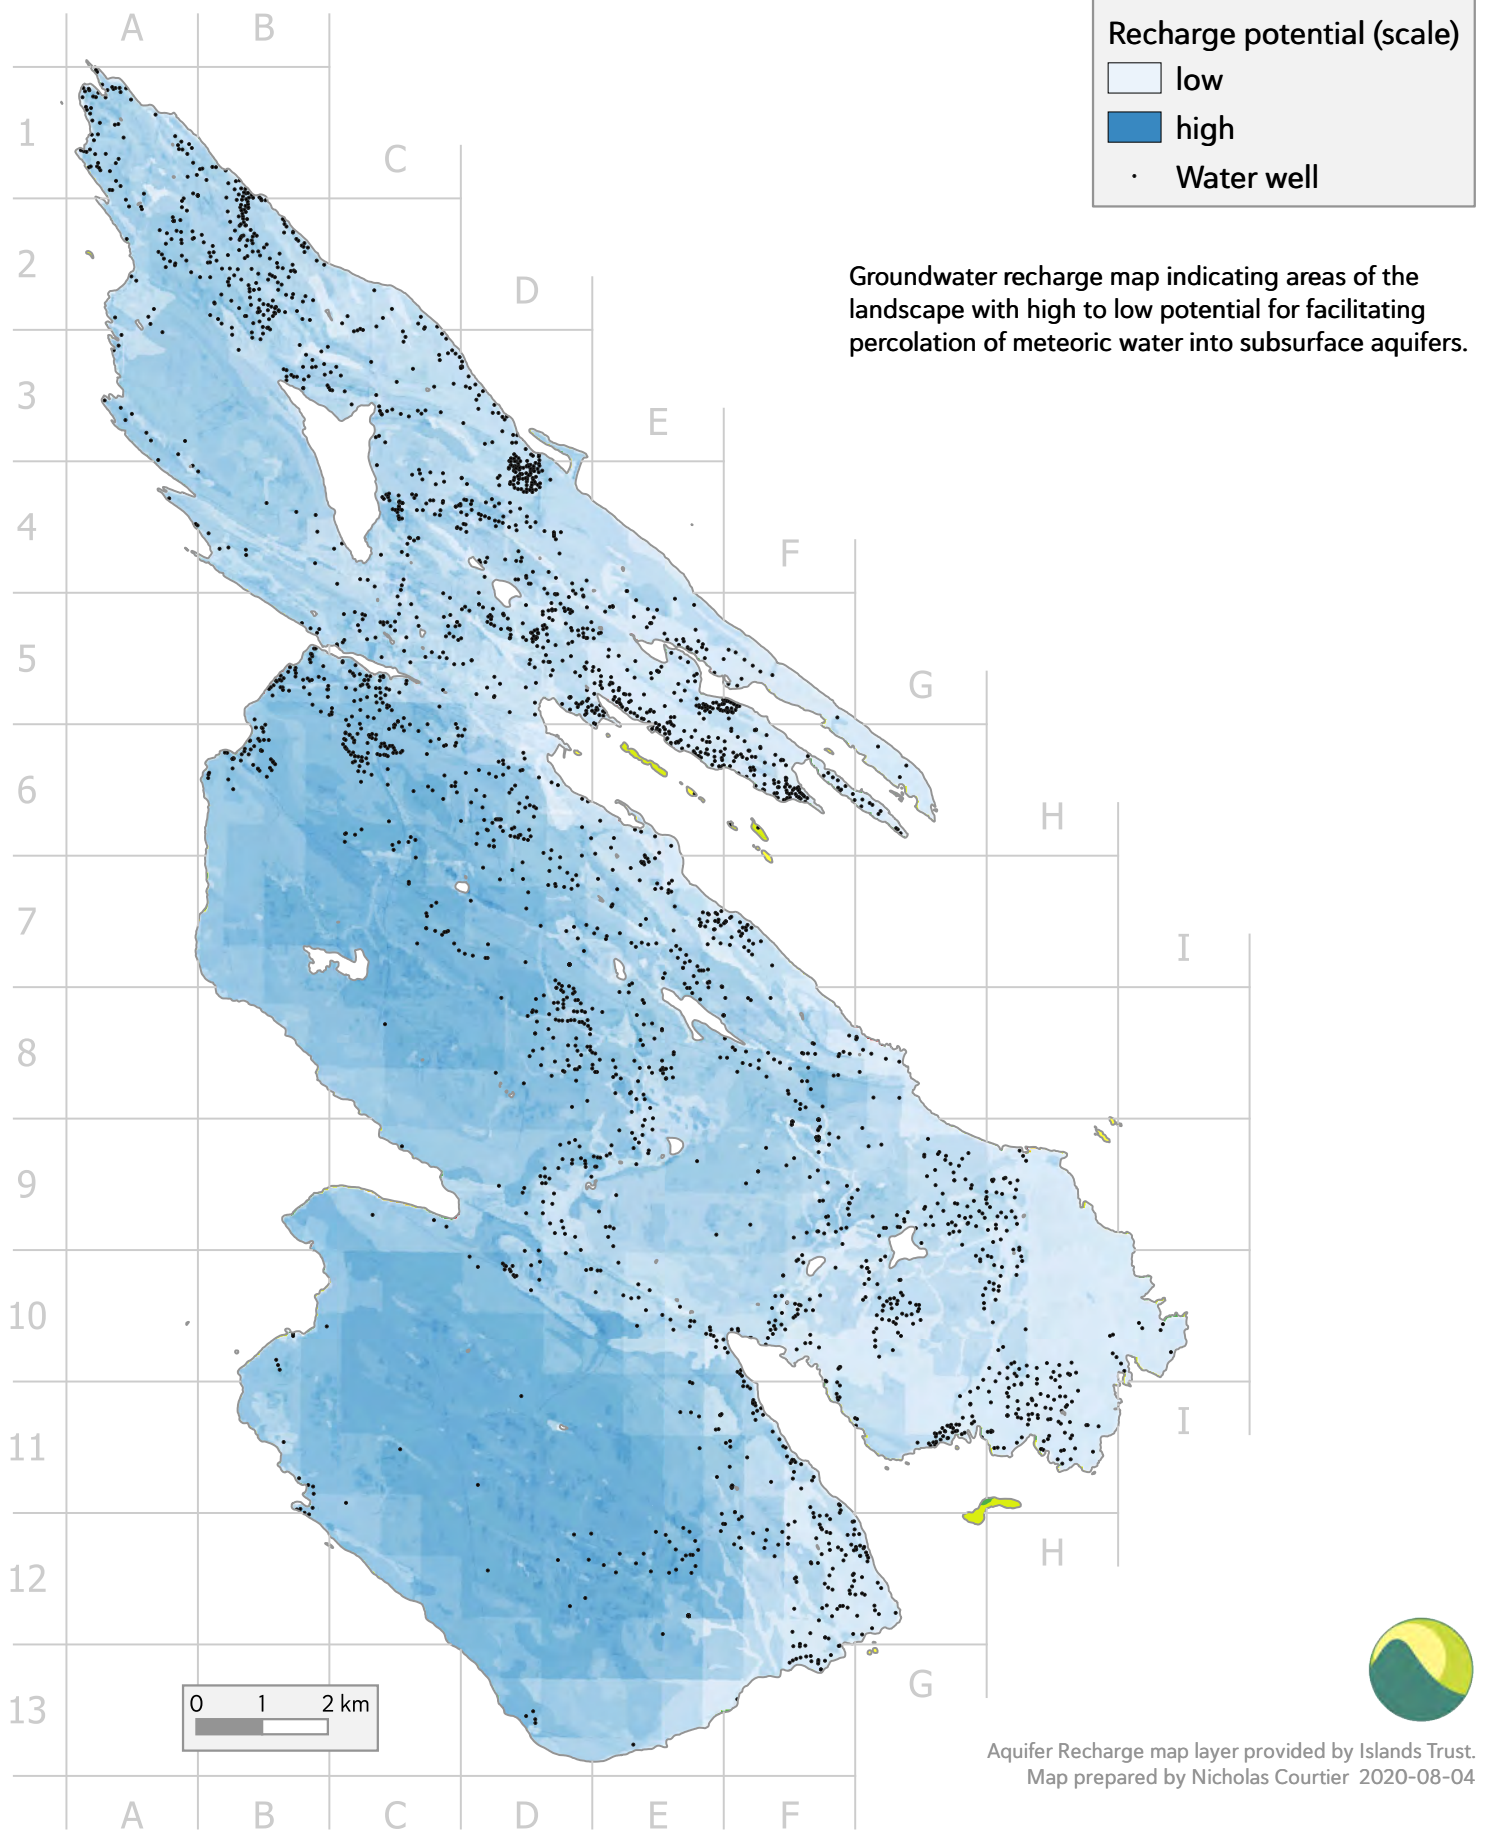 A B
Recharge potential (scale)
low
high
Water well
1
C
2
D
Groundwater recharge map indicating areas of the
landscape with high to low potential for facilitating
percolation of meteoric water into subsurface aquifers.
3
E
4
F
5
G
6
H
7
I
8
9
10
I
11
H
12
G
13
0 1 2 km
Aquifer Recharge map layer provided by Islands Trust.
Map prepared by Nicholas Courtier 2020-08-04
A B C D E F